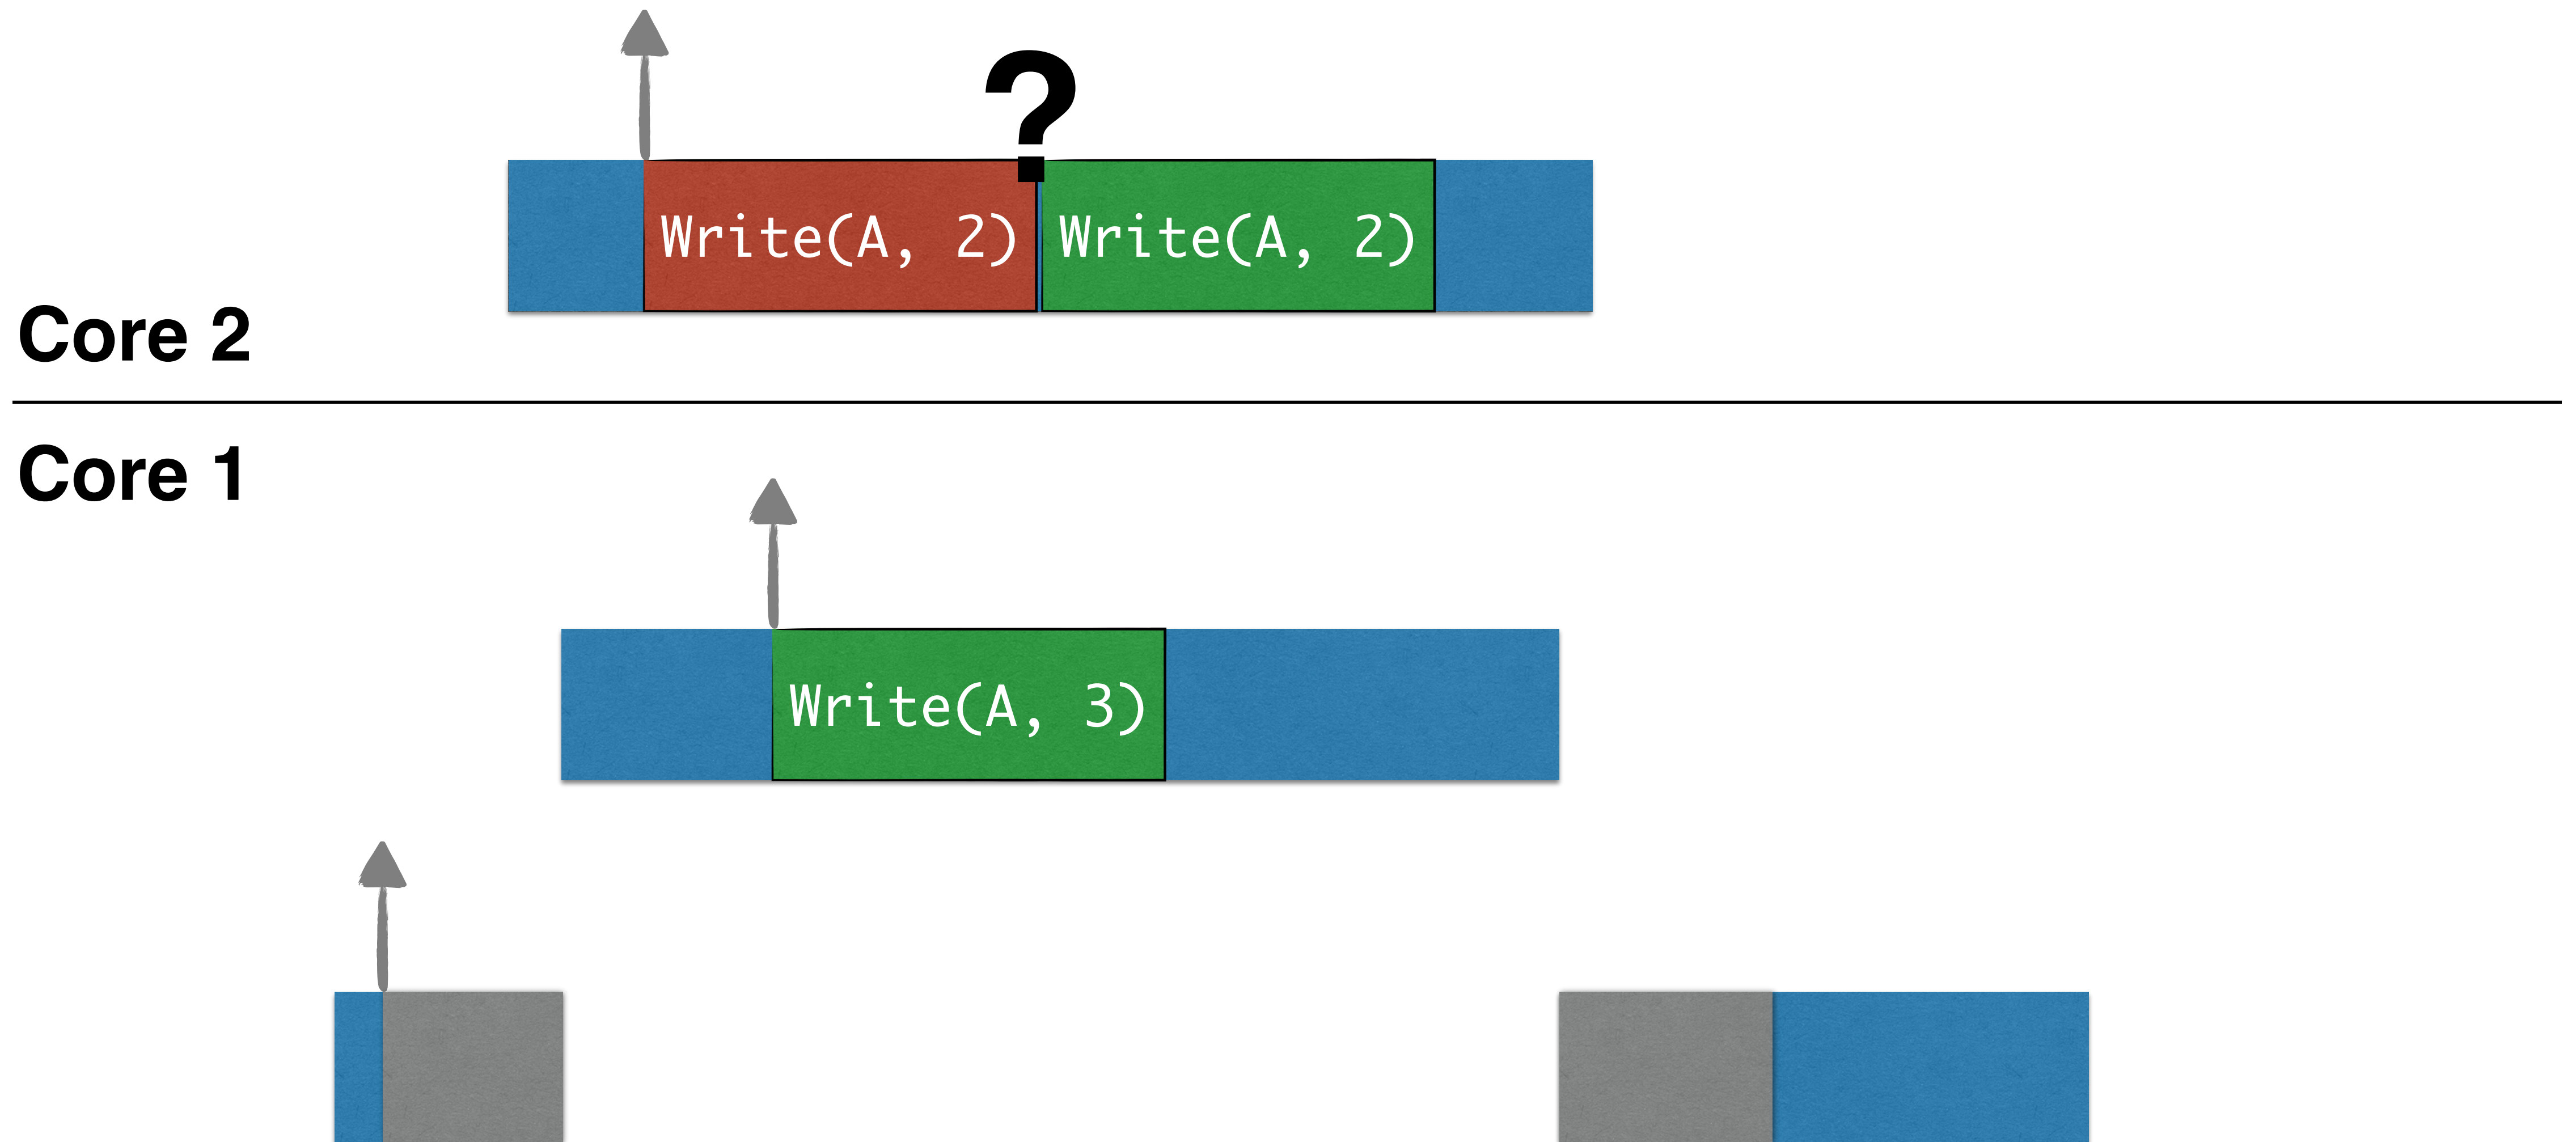 ?
Write(A, 2) Write(A, 2)
Core 2
Core 1
Write(A, 3)